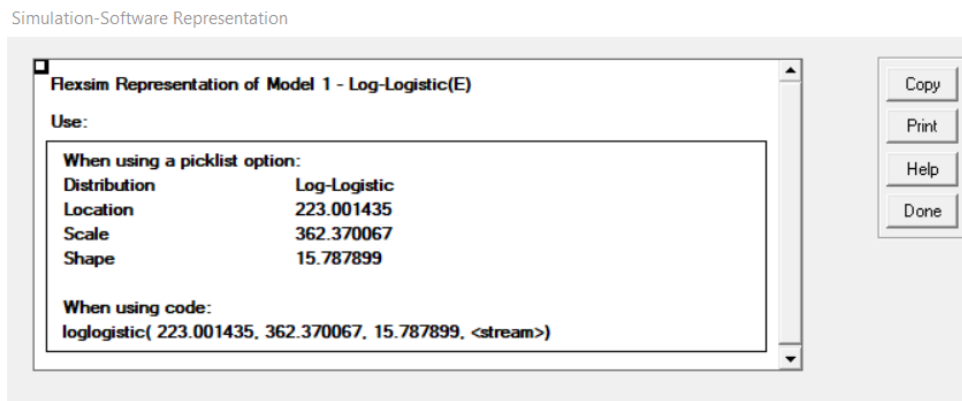 Simulation-Software Representation
Flexsim Representation of Model 1 - Log-Logistic(E)
Use:
When using a picklist option:
Distribution Log-Logistic
Location 223.001435
Scale 362.370067
Shape 15.787899
When using code:
loglogistic( 223.001435, 362.370067, 15.787899, <stream>)
Copy
Print
Help
Done